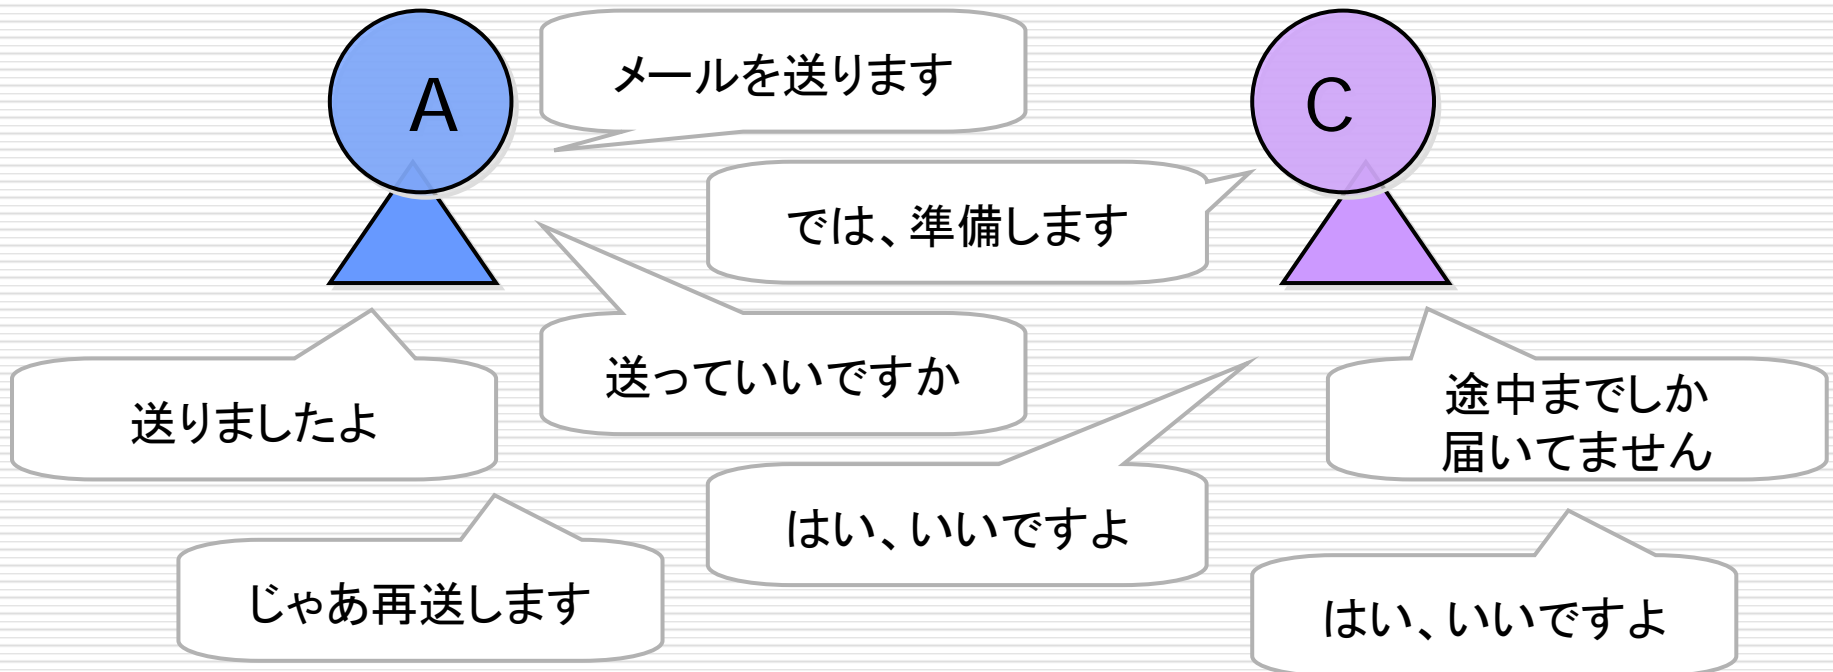 A
メールを送ります
C
では、準備します
送っていいですか
はい、いいですよ
送りましたよ
途中までしか
届いてません
じゃあ再送します
はい、いいですよ